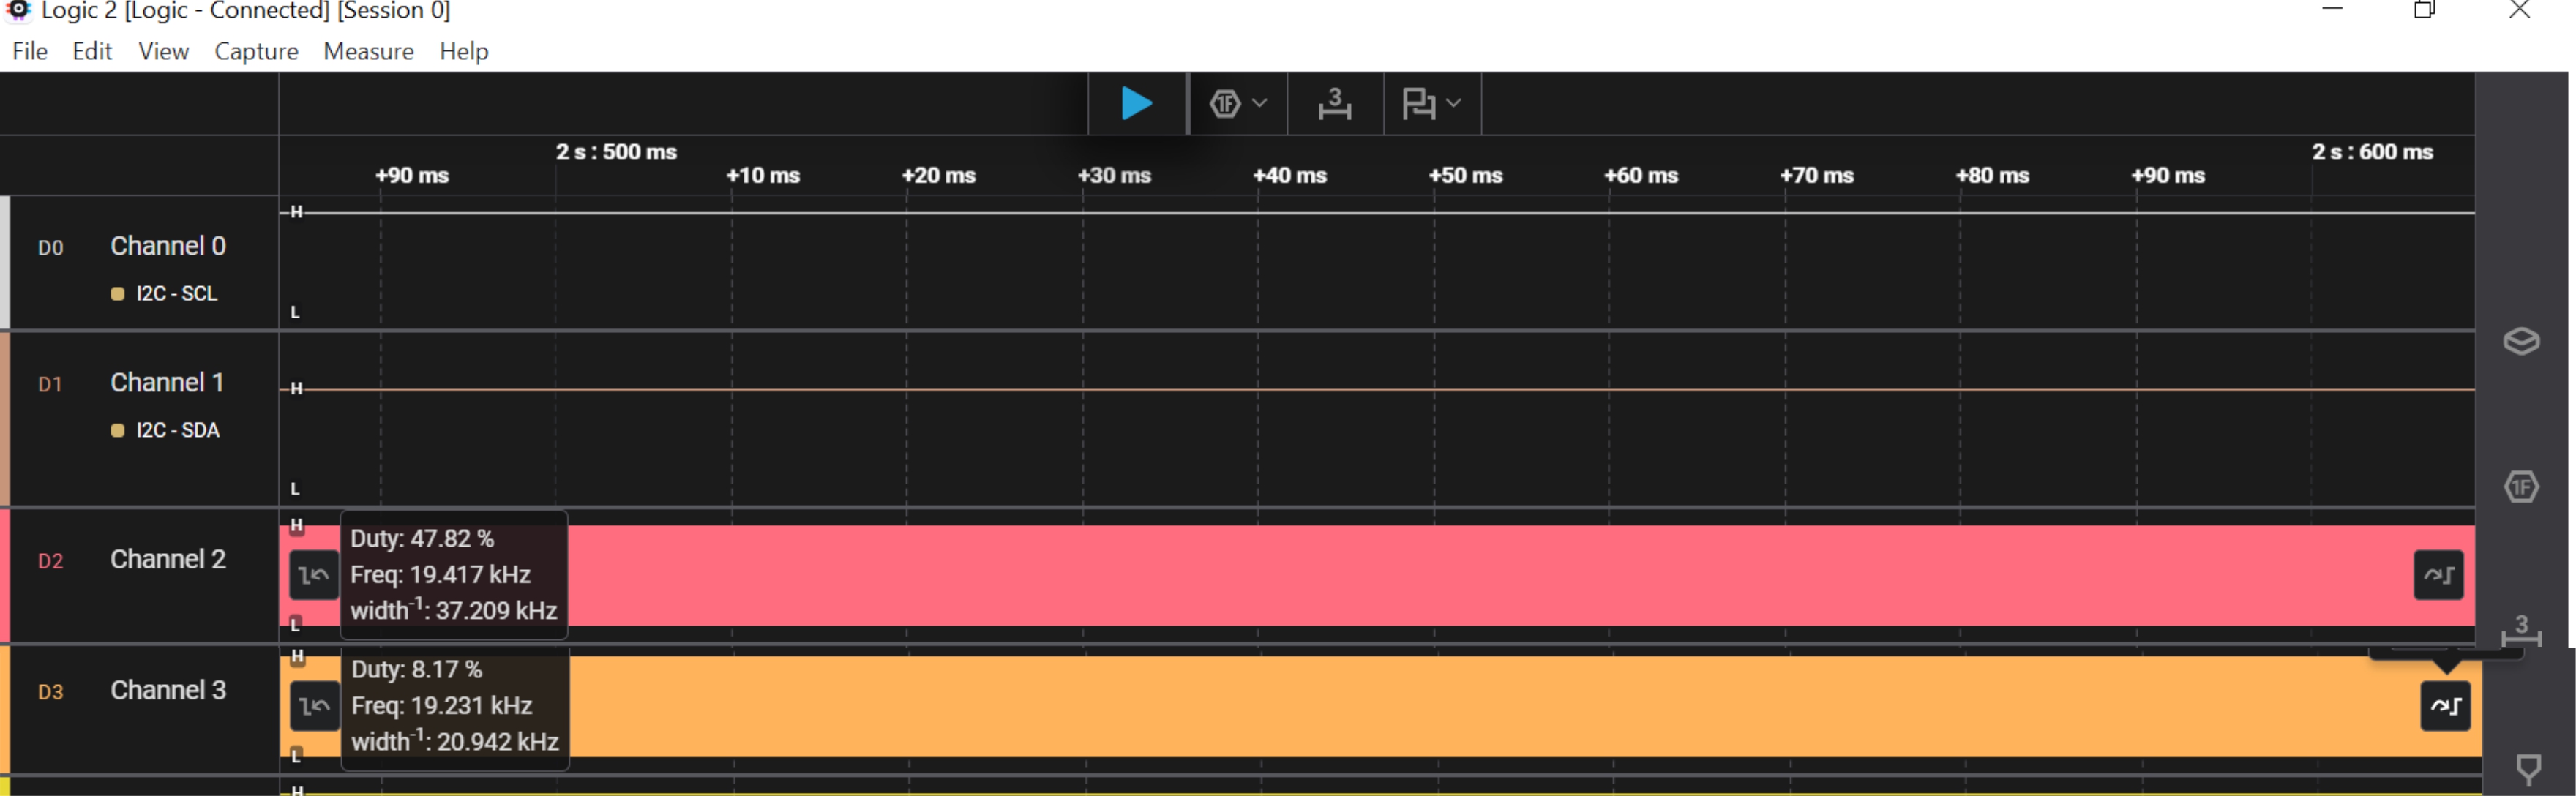 Logic 2 [Logic - Connected] [Session 0]
File Edit View Capture Measure Help
1F 3
2 s : 500 ms 2 s : 600 ms
+90 ms +10 ms +20 ms +30 ms +40 ms +50 ms +60 ms +70 ms +80 ms +90 ms
H
D0 Channel 0
I2C - SCL
L
D1 Channel 1 H
I2C - SDA
L
H
Duty: 47.82 %
D2 Channel 2
Freq: 19.417 kHz
width⁻¹: 37.209 kHz
L
1F
3
H
Duty: 8.17 %
D3 Channel 3
Freq: 19.231 kHz
width⁻¹: 20.942 kHz
L
H